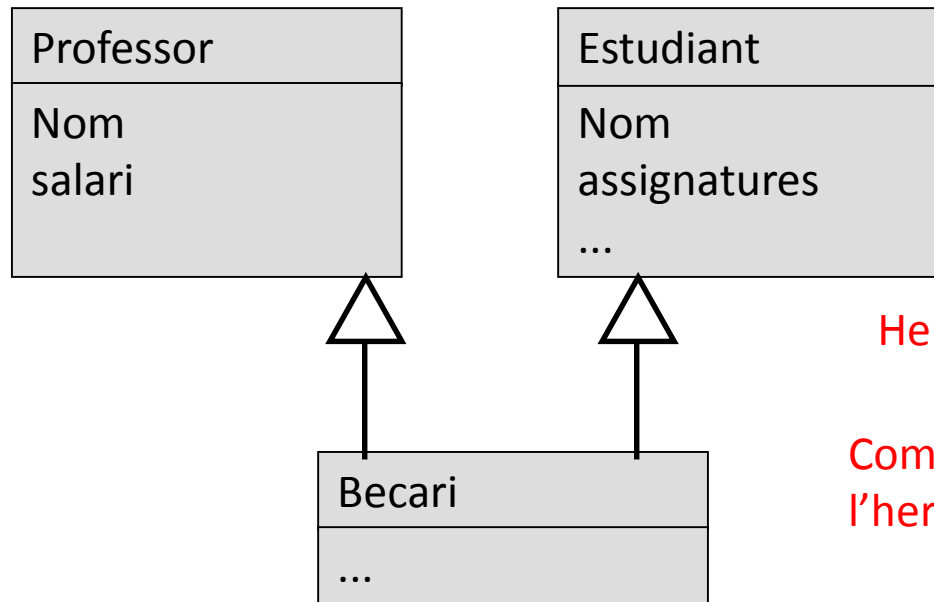 Professor
Nom
salari
Estudiant
Nom
assignatures
...
He
Com
l'her
Becari
...